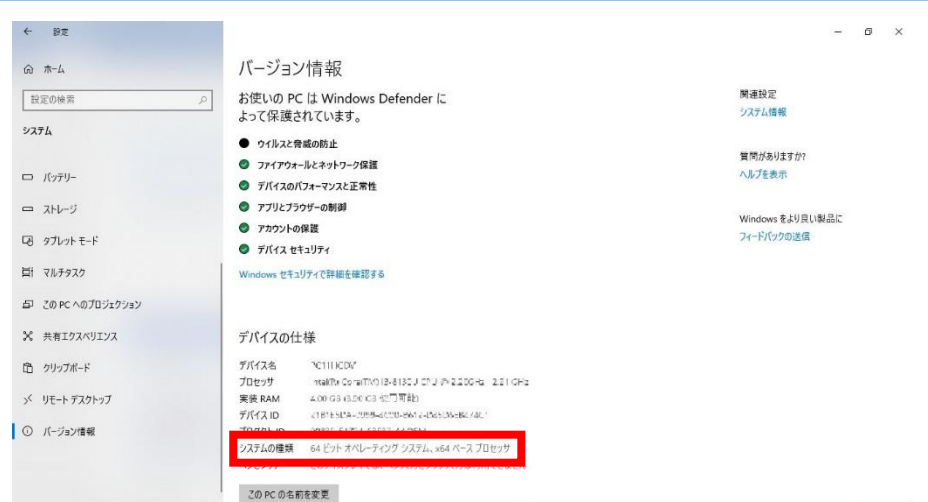 設定
ホーム
設定の検索
システム
バッテリー
ストレージ
タブレット モード
マルチタスク
この PC へのプロジェクション
共有エクスペリエンス
クリップボード
リモート デスクトップ
バージョン情報
バージョン情報
お使いの PC は Windows Defender に
よって保護されています。
ウイルスと脅威の防止
ファイアウォールとネットワーク保護
デバイスのパフォーマンスと正常性
アプリとブラウザーの制御
アカウントの保護
デバイス セキュリティ
Windows セキュリティで詳細を確認する
デバイスの仕様
デバイス名
プロセッサ
実装 RAM
デバイス ID
システムの種類 64 ビット オペレーティング システム、x64 ベース プロセッサ
この PC の名前を変更
関連設定
システム情報
質問がありますか?
ヘルプを表示
Windows をより良い製品に
フィードバックの送信